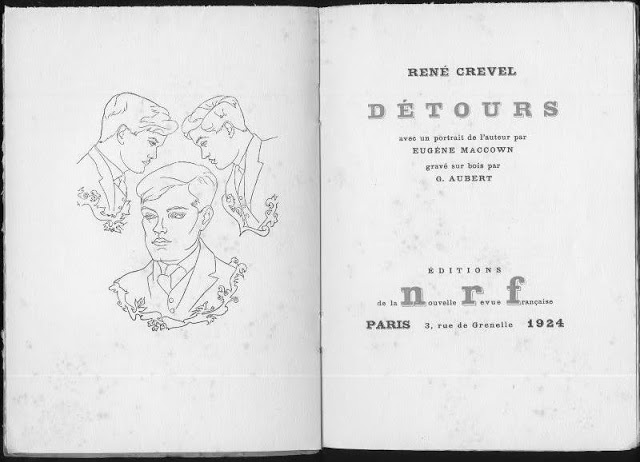 RENÉ CREVEL
DÉTOURS
avec un portrait de l'auteur par
EUGÈNE MACCOWN
gravé sur bois par
G. AUBERT
ÉDITIONS
de la nouvelle revue française
PARIS 3, rue de Grenelle 1924